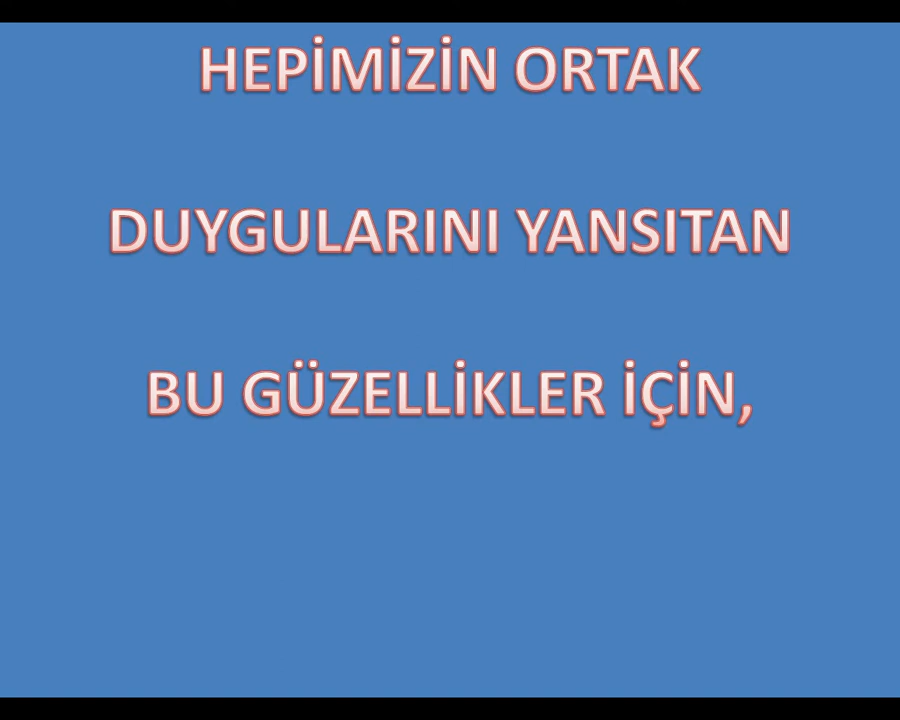 HEPİMİZİN ORTAK
DUYGULARINI YANSITAN
BU GÜZELLİKLER İÇİN,